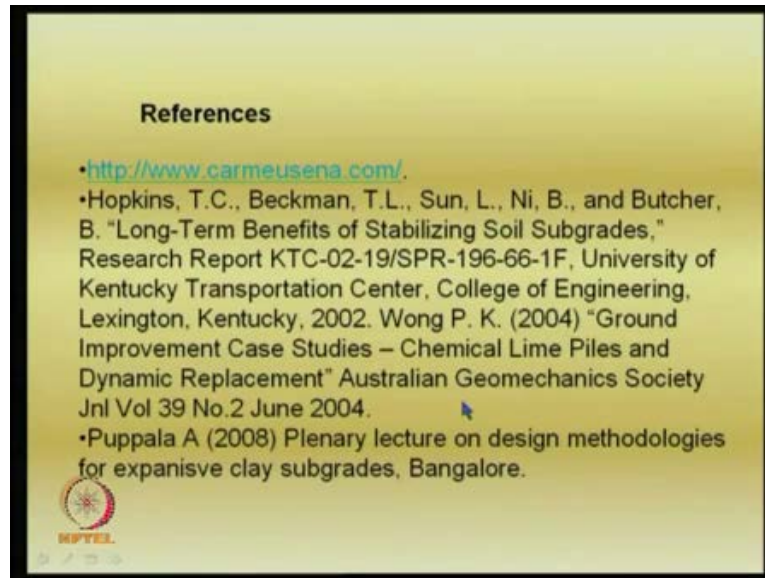 References
•http://www.carmeusena.com/.
•Hopkins, T.C., Beckman, T.L., Sun, L., Ni, B., and Butcher,
B. “Long-Term Benefits of Stabilizing Soil Subgrades,”
Research Report KTC-02-19/SPR-196-66-1F, University of
Kentucky Transportation Center, College of Engineering,
Lexington, Kentucky, 2002. Wong P. K. (2004) “Ground
Improvement Case Studies – Chemical Lime Piles and
Dynamic Replacement” Australian Geomechanics Society
Jnl Vol 39 No.2 June 2004.
•Puppala A (2008) Plenary lecture on design methodologies
for expanisve clay subgrades, Bangalore.
NPTEL